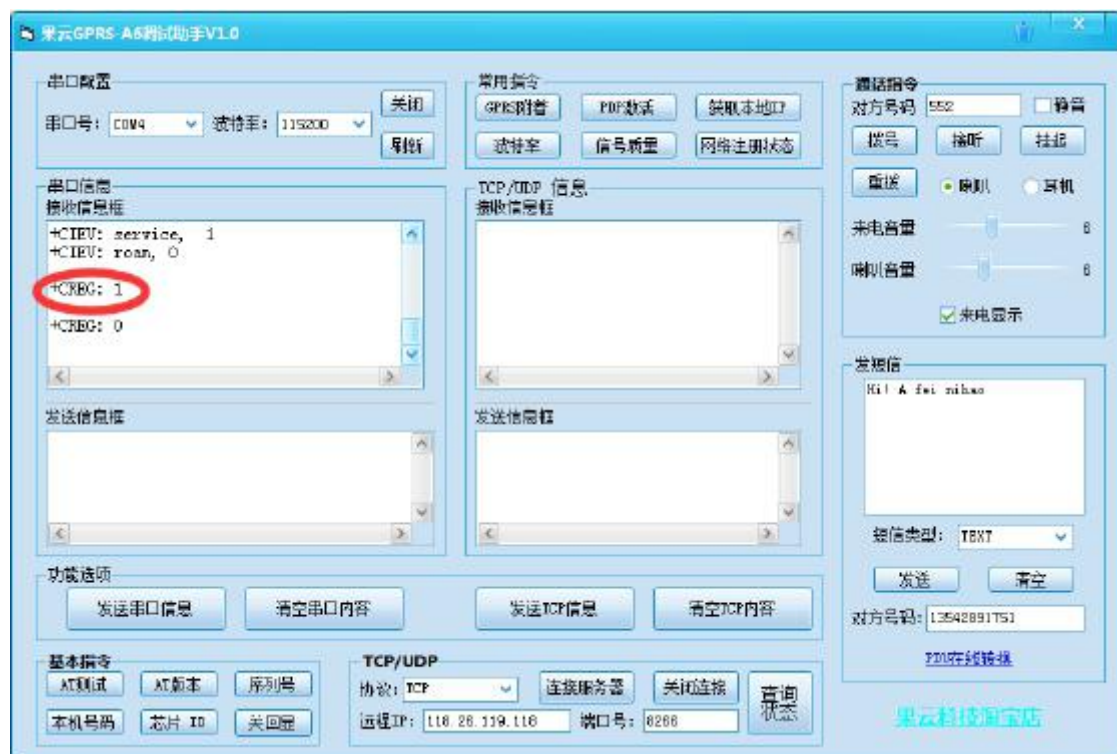 果云GPRS-A6调试助手V1.0
串口配置
串口号: COM4 波特率: 115200
关闭
刷新
常用指令
GPRS附着 PDP激活 获取本地IP
波特率 信号质量 网络注册状态
通话指令
对方号码 552 静音
拨号 接听 挂起
重拨 喇叭 耳机
来电音量 6
喇叭音量 6
来电显示
串口信息
接收信息框
+CIEV: service, 1
+CIEV: roam, 0
+CREG: 1
+CREG: 0
发送信息框
TCP/UDP 信息
接收信息框
发送信息框
发短信
Hi! A fei nihao
短信类型: TEXT
发送 清空
对方号码: 13542891751
PDU在线转换
功能选项
发送串口信息 清空串口内容 发送TCP信息 清空TCP内容
基本指令
AT测试 AT版本 序列号
本机号码 芯片 ID 关回显
TCP/UDP
协议: TCP 连接服务器 关闭连接 查询状态
远程IP: 118.26.119.118 端口号: 8266
果云科技淘宝店